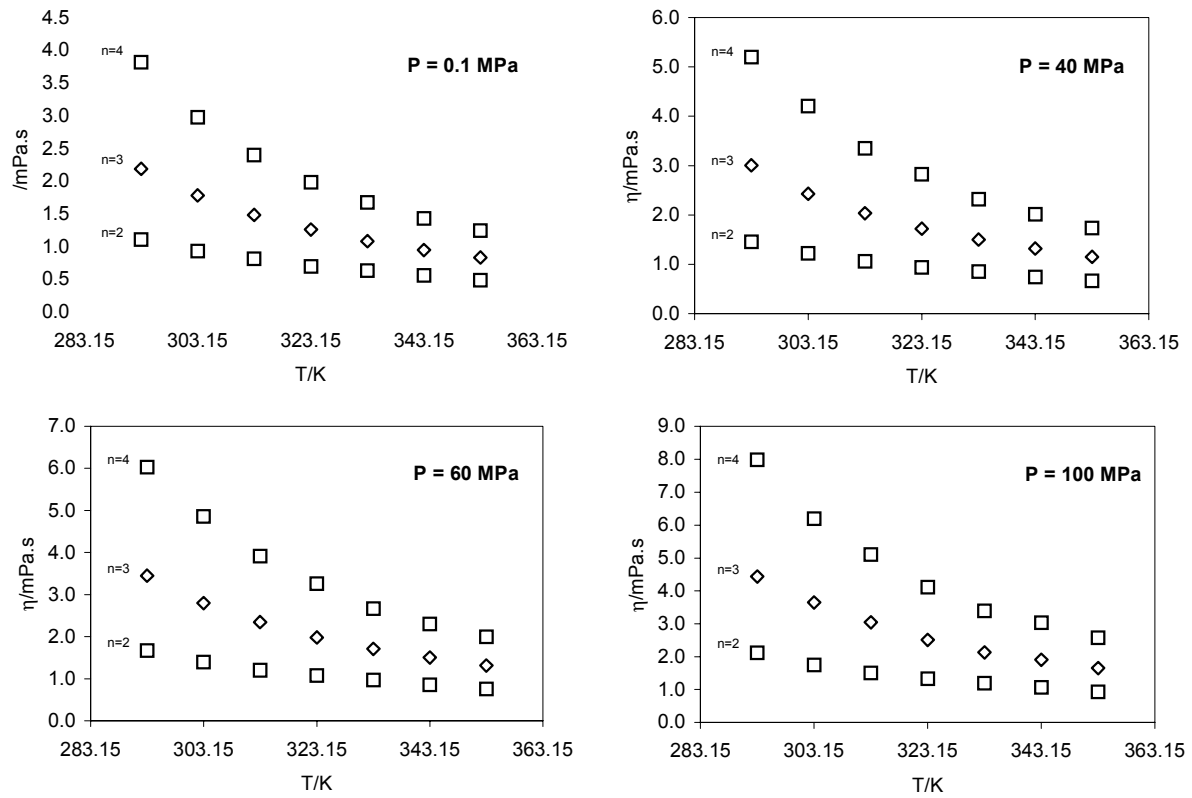 4.5
4.0
3.5
3.0
2.5
2.0
1.5
1.0
0.5
0.0
/mPa.s
n=4
n=3
n=2
P = 0.1 MPa
283.15 303.15 323.15 343.15 363.15
T/K
6.0
5.0
4.0
3.0
2.0
1.0
0.0
η/mPa.s
n=4
n=3
n=2
P = 40 MPa
283.15 303.15 323.15 343.15 363.15
T/K
7.0
6.0
5.0
4.0
3.0
2.0
1.0
0.0
η/mPa.s
n=4
n=3
n=2
P = 60 MPa
283.15 303.15 323.15 343.15 363.15
T/K
9.0
8.0
7.0
6.0
5.0
4.0
3.0
2.0
1.0
0.0
η/mPa.s
n=4
n=3
n=2
P = 100 MPa
283.15 303.15 323.15 343.15 363.15
T/K